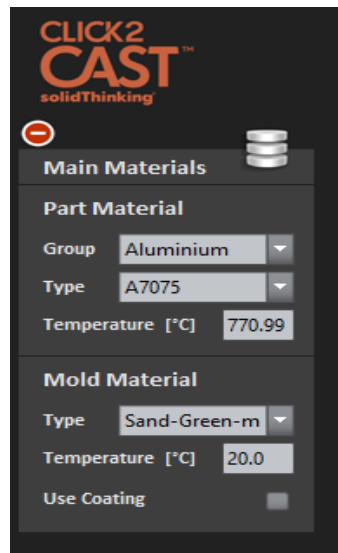 CLICK2
CAST™
solidThinking
Main Materials
Part Material
Group Aluminium
Type A7075
Temperature [°C] 770.99
Mold Material
Type Sand-Green-m
Temperature [°C] 20.0
Use Coating